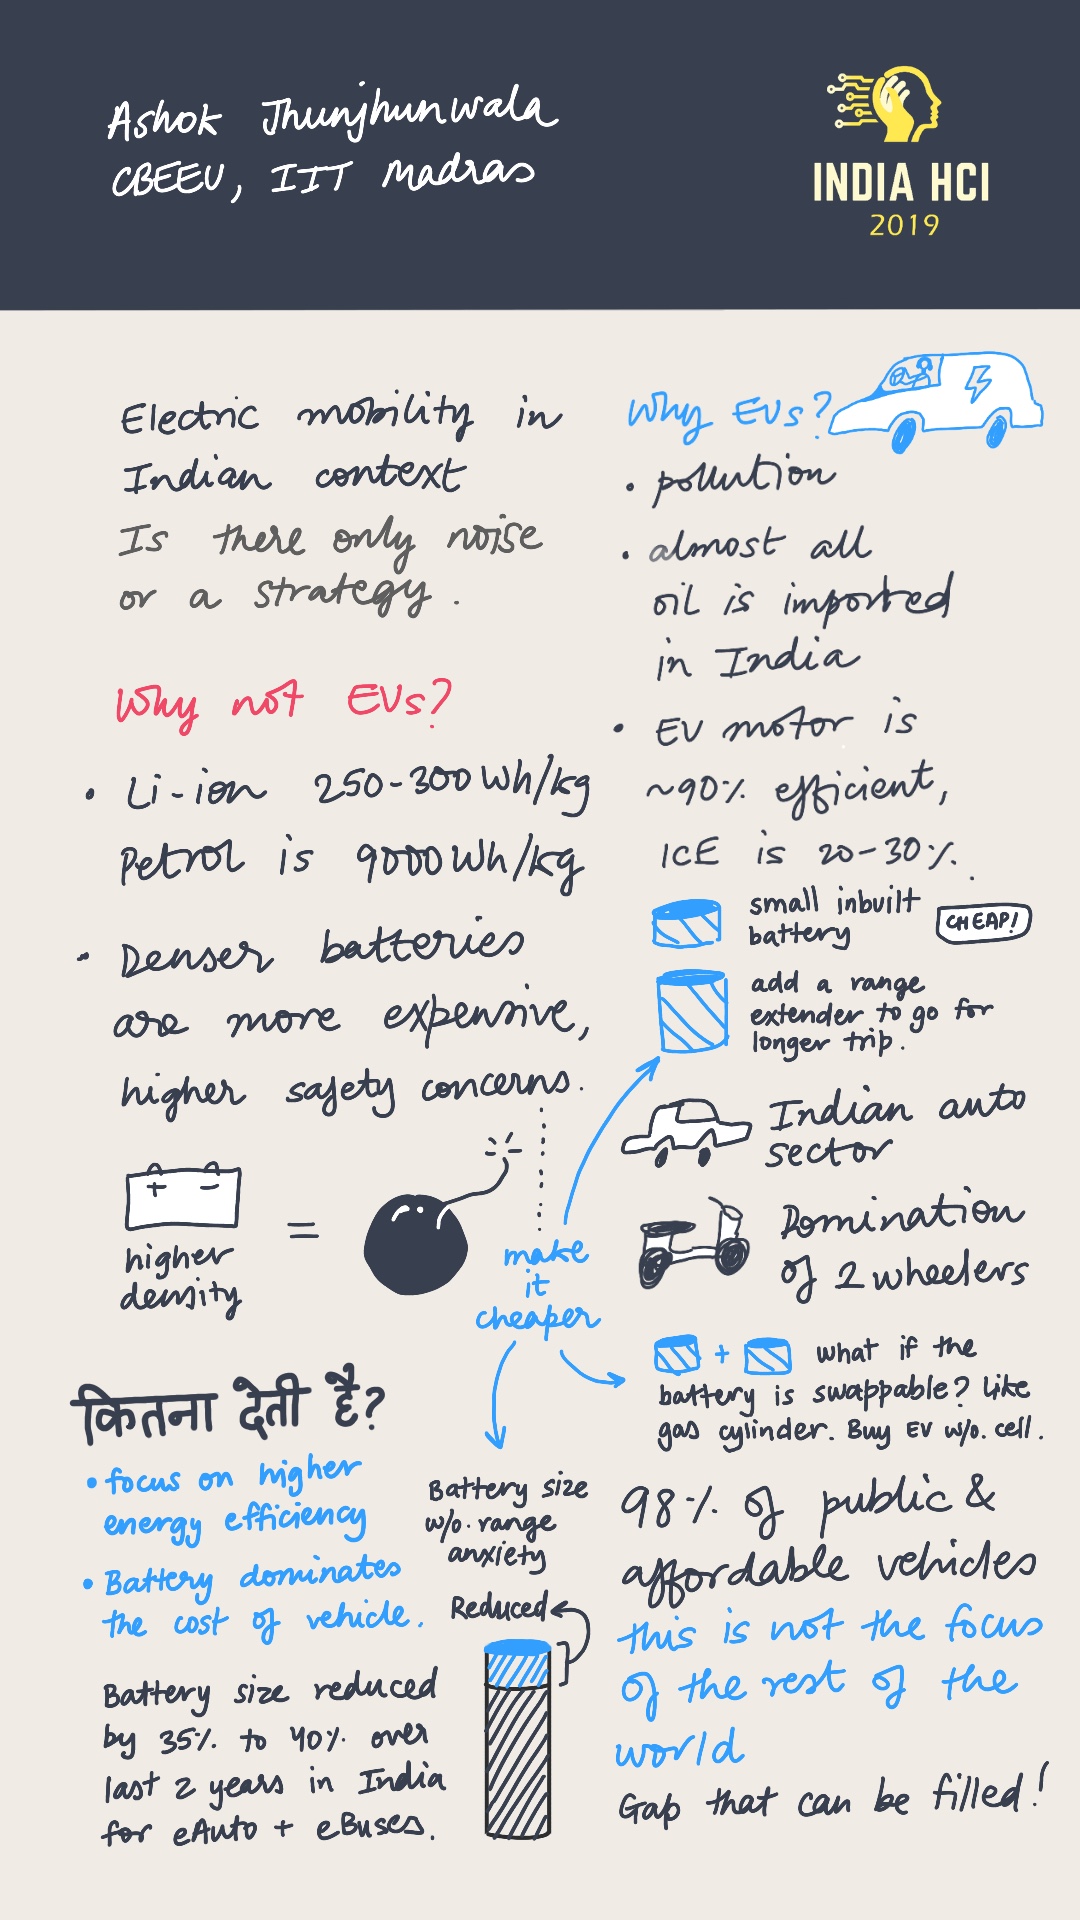 Ashok Jhunjhunwala
CBEEV, IIT Madras
INDIA HCI
2019
Electric mobility in
Indian context
Is there only noise
or a strategy.
Why not EVs?
• Li-ion 250-300 Wh/kg
Petrol is 9000 Wh/kg
• Denser batteries
are more expensive,
higher safety concerns.
+ -
higher
density
=
make
it
cheaper
कितना देती है?
• focus on higher
energy efficiency
• Battery dominates
the cost of vehicle.
Battery size reduced
by 35% to 40% over
last 2 years in India
for eAuto + eBuses.
Battery size
w/o. range
anxiety
Reduced
Why EVs?
• pollution
• almost all
oil is imported
in India
• EV motor is
~90% efficient,
ICE is 20-30%.
small inbuilt
battery
CHEAP!
add a range
extender to go for
longer trip.
Indian auto
sector
Domination
of 2 wheelers
+ what if the
battery is swappable? Like
gas cylinder. Buy EV w/o. cell.
98% of public &
affordable vehicles
this is not the focus
of the rest of the
world
Gap that can be filled!